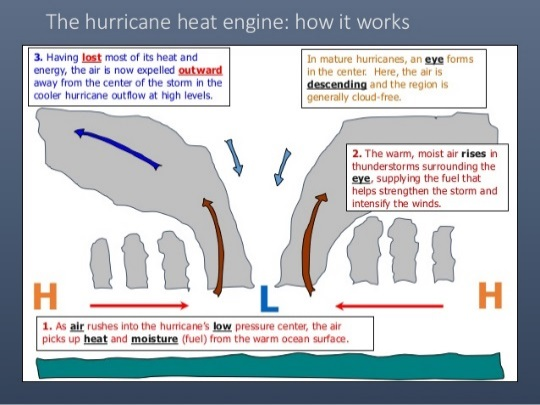 The hurricane heat engine: how it works
3. Having lost most of its heat and
energy, the air is now expelled outward
away from the center of the storm in the
cooler hurricane outflow at high levels.
In mature hurricanes, an eye forms
in the center. Here, the air is
descending and the region is
generally cloud-free.
2. The warm, moist air rises in
thunderstorms surrounding the
eye, supplying the fuel that
helps strengthen the storm and
intensify the winds.
H
L
H
1. As air rushes into the hurricane's low pressure center, the air
picks up heat and moisture (fuel) from the warm ocean surface.